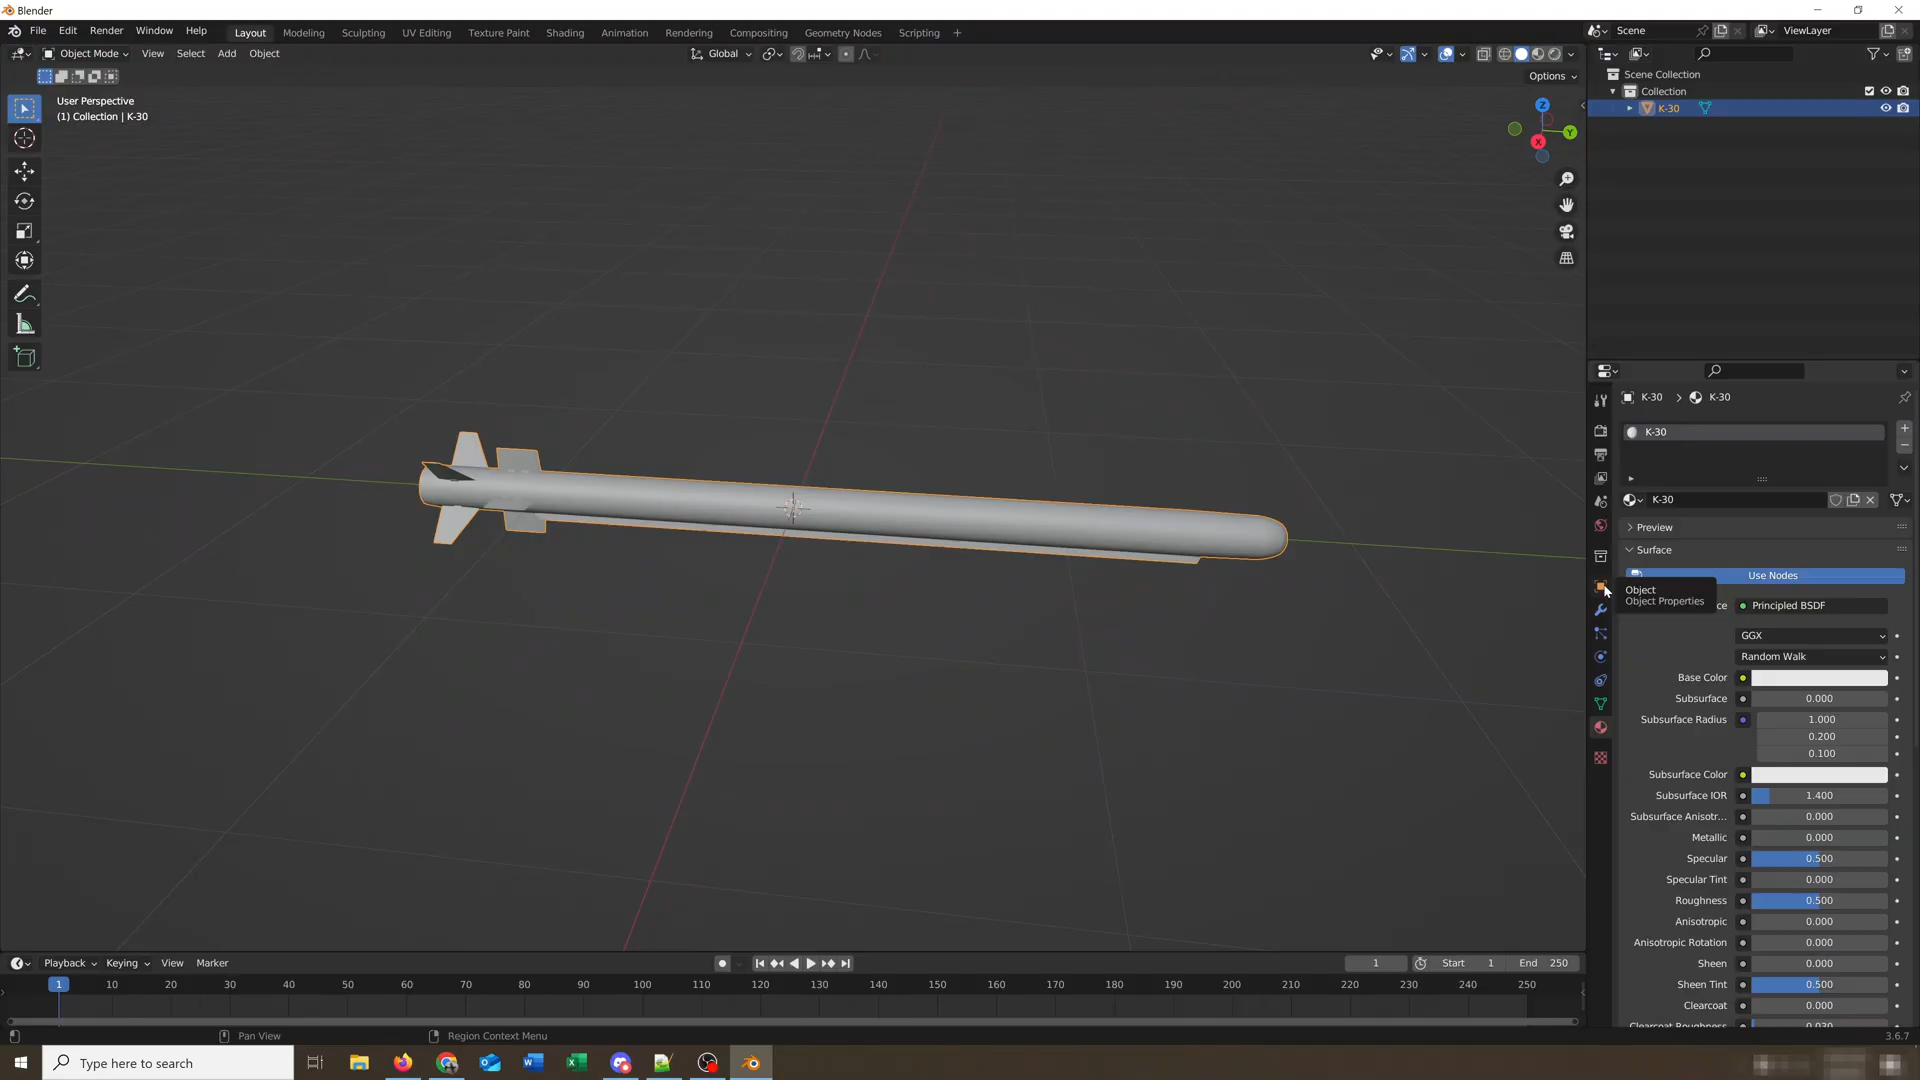 Blender
File Edit Render Window Help Layout Modeling Sculpting UV Editing Texture Paint Shading Animation Rendering Compositing Geometry Nodes Scripting + Scene ViewLayer
Object Mode View Select Add Object Global
Options
User Perspective
(1) Collection | K-30
Z
Y
X
Scene Collection
Collection
K-30
K-30 > K-30
K-30
K-30
Preview
Surface
Use Nodes
Object
Object Properties
ce Principled BSDF
GGX
Random Walk
Base Color
Subsurface 0.000
Subsurface Radius 1.000
0.200
0.100
Subsurface Color
Subsurface IOR 1.400
Subsurface Anisotr... 0.000
Metallic 0.000
Specular 0.500
Specular Tint 0.000
Roughness 0.500
Anisotropic 0.000
Anisotropic Rotation 0.000
Sheen 0.000
Sheen Tint 0.500
Clearcoat 0.000
Clearcoat Roughness 0.030
Playback Keying View Marker 1 Start 1 End 250
1 10 20 30 40 50 60 70 80 90 100 110 120 130 140 150 160 170 180 190 200 210 220 230 240 250
Pan View Region Context Menu 3.6.7
Type here to search